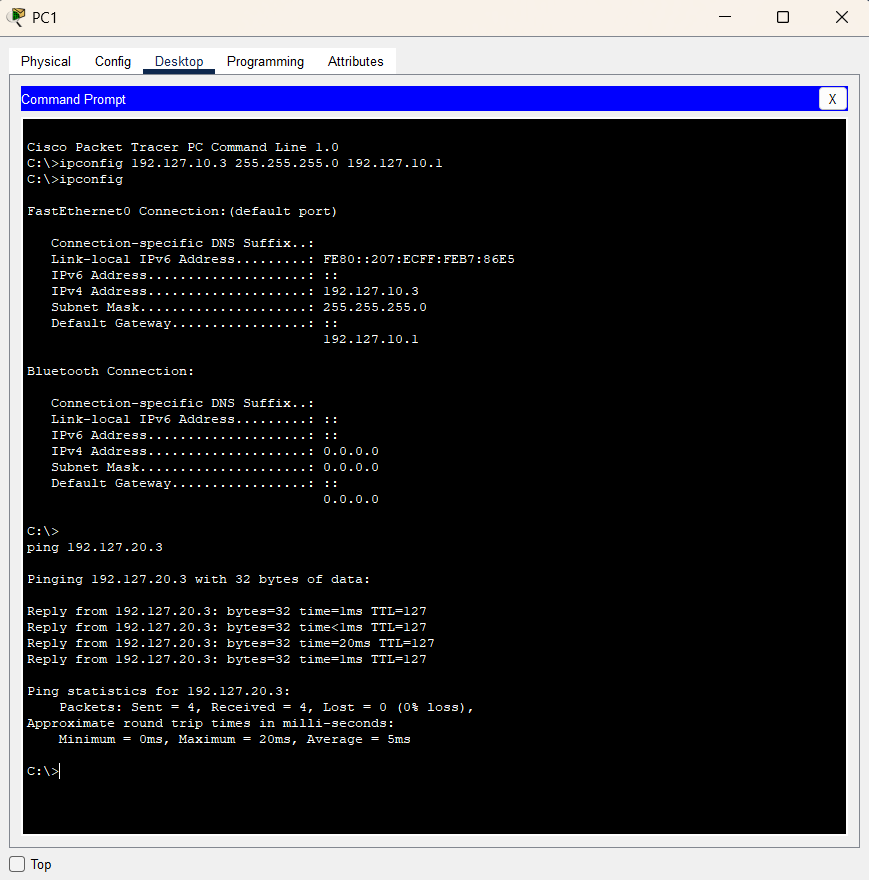 PC1
Physical Config Desktop Programming Attributes
Command Prompt
X
Cisco Packet Tracer PC Command Line 1.0
C:\>ipconfig 192.127.10.3 255.255.255.0 192.127.10.1
C:\>ipconfig
FastEthernet0 Connection:(default port)
Connection-specific DNS Suffix..:
Link-local IPv6 Address.........: FE80::207:ECFF:FEB7:86E5
IPv6 Address....................: ::
IPv4 Address....................: 192.127.10.3
Subnet Mask.....................: 255.255.255.0
Default Gateway.................: ::
192.127.10.1
Bluetooth Connection:
Connection-specific DNS Suffix..:
Link-local IPv6 Address.........: ::
IPv6 Address....................: ::
IPv4 Address....................: 0.0.0.0
Subnet Mask.....................: 0.0.0.0
Default Gateway.................: ::
0.0.0.0
C:\>
ping 192.127.20.3
Pinging 192.127.20.3 with 32 bytes of data:
Reply from 192.127.20.3: bytes=32 time=1ms TTL=127
Reply from 192.127.20.3: bytes=32 time<1ms TTL=127
Reply from 192.127.20.3: bytes=32 time=20ms TTL=127
Reply from 192.127.20.3: bytes=32 time=1ms TTL=127
Ping statistics for 192.127.20.3:
Packets: Sent = 4, Received = 4, Lost = 0 (0% loss),
Approximate round trip times in milli-seconds:
Minimum = 0ms, Maximum = 20ms, Average = 5ms
C:\>
Top